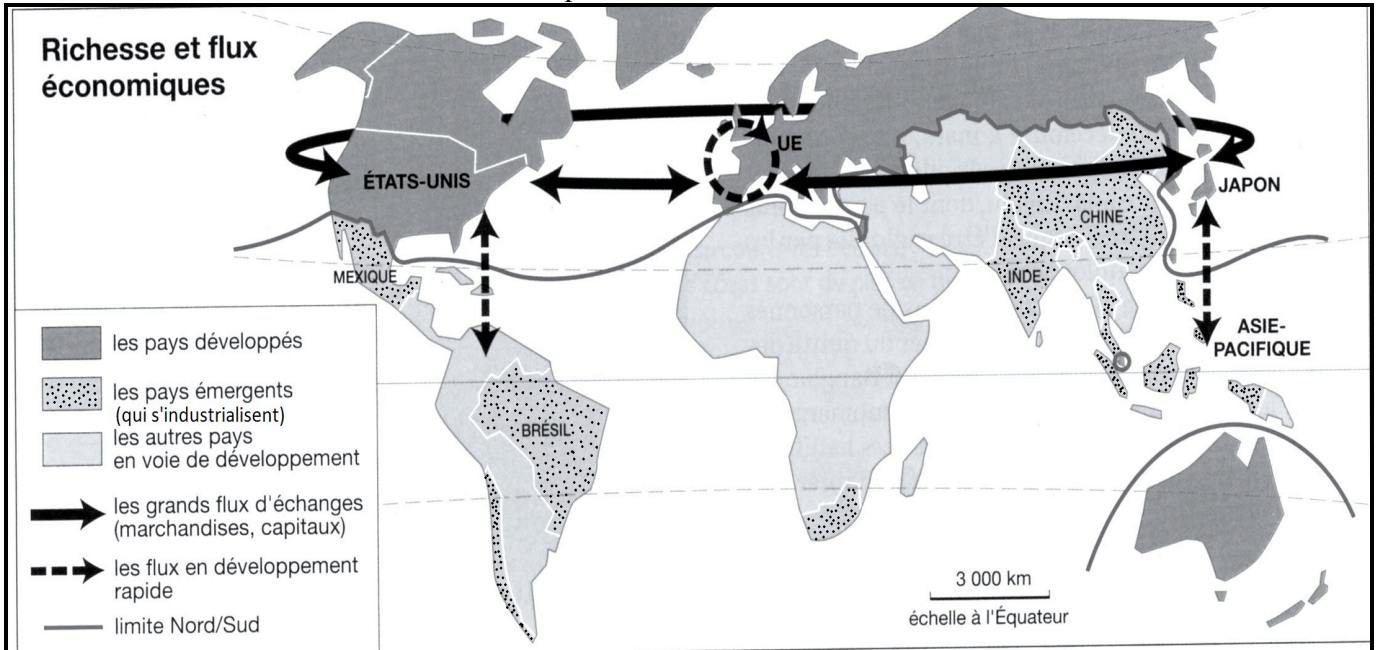 Richesse et flux
économiques
UE
ÉTATS-UNIS
JAPON
CHINE
MEXIQUE
INDE
ASIE-
PACIFIQUE
BRÉSIL
les pays développés
les pays émergents
(qui s'industrialisent)
les autres pays
en voie de développement
les grands flux d'échanges
(marchandises, capitaux)
les flux en développement
rapide
limite Nord/Sud
3 000 km
échelle à l'Équateur